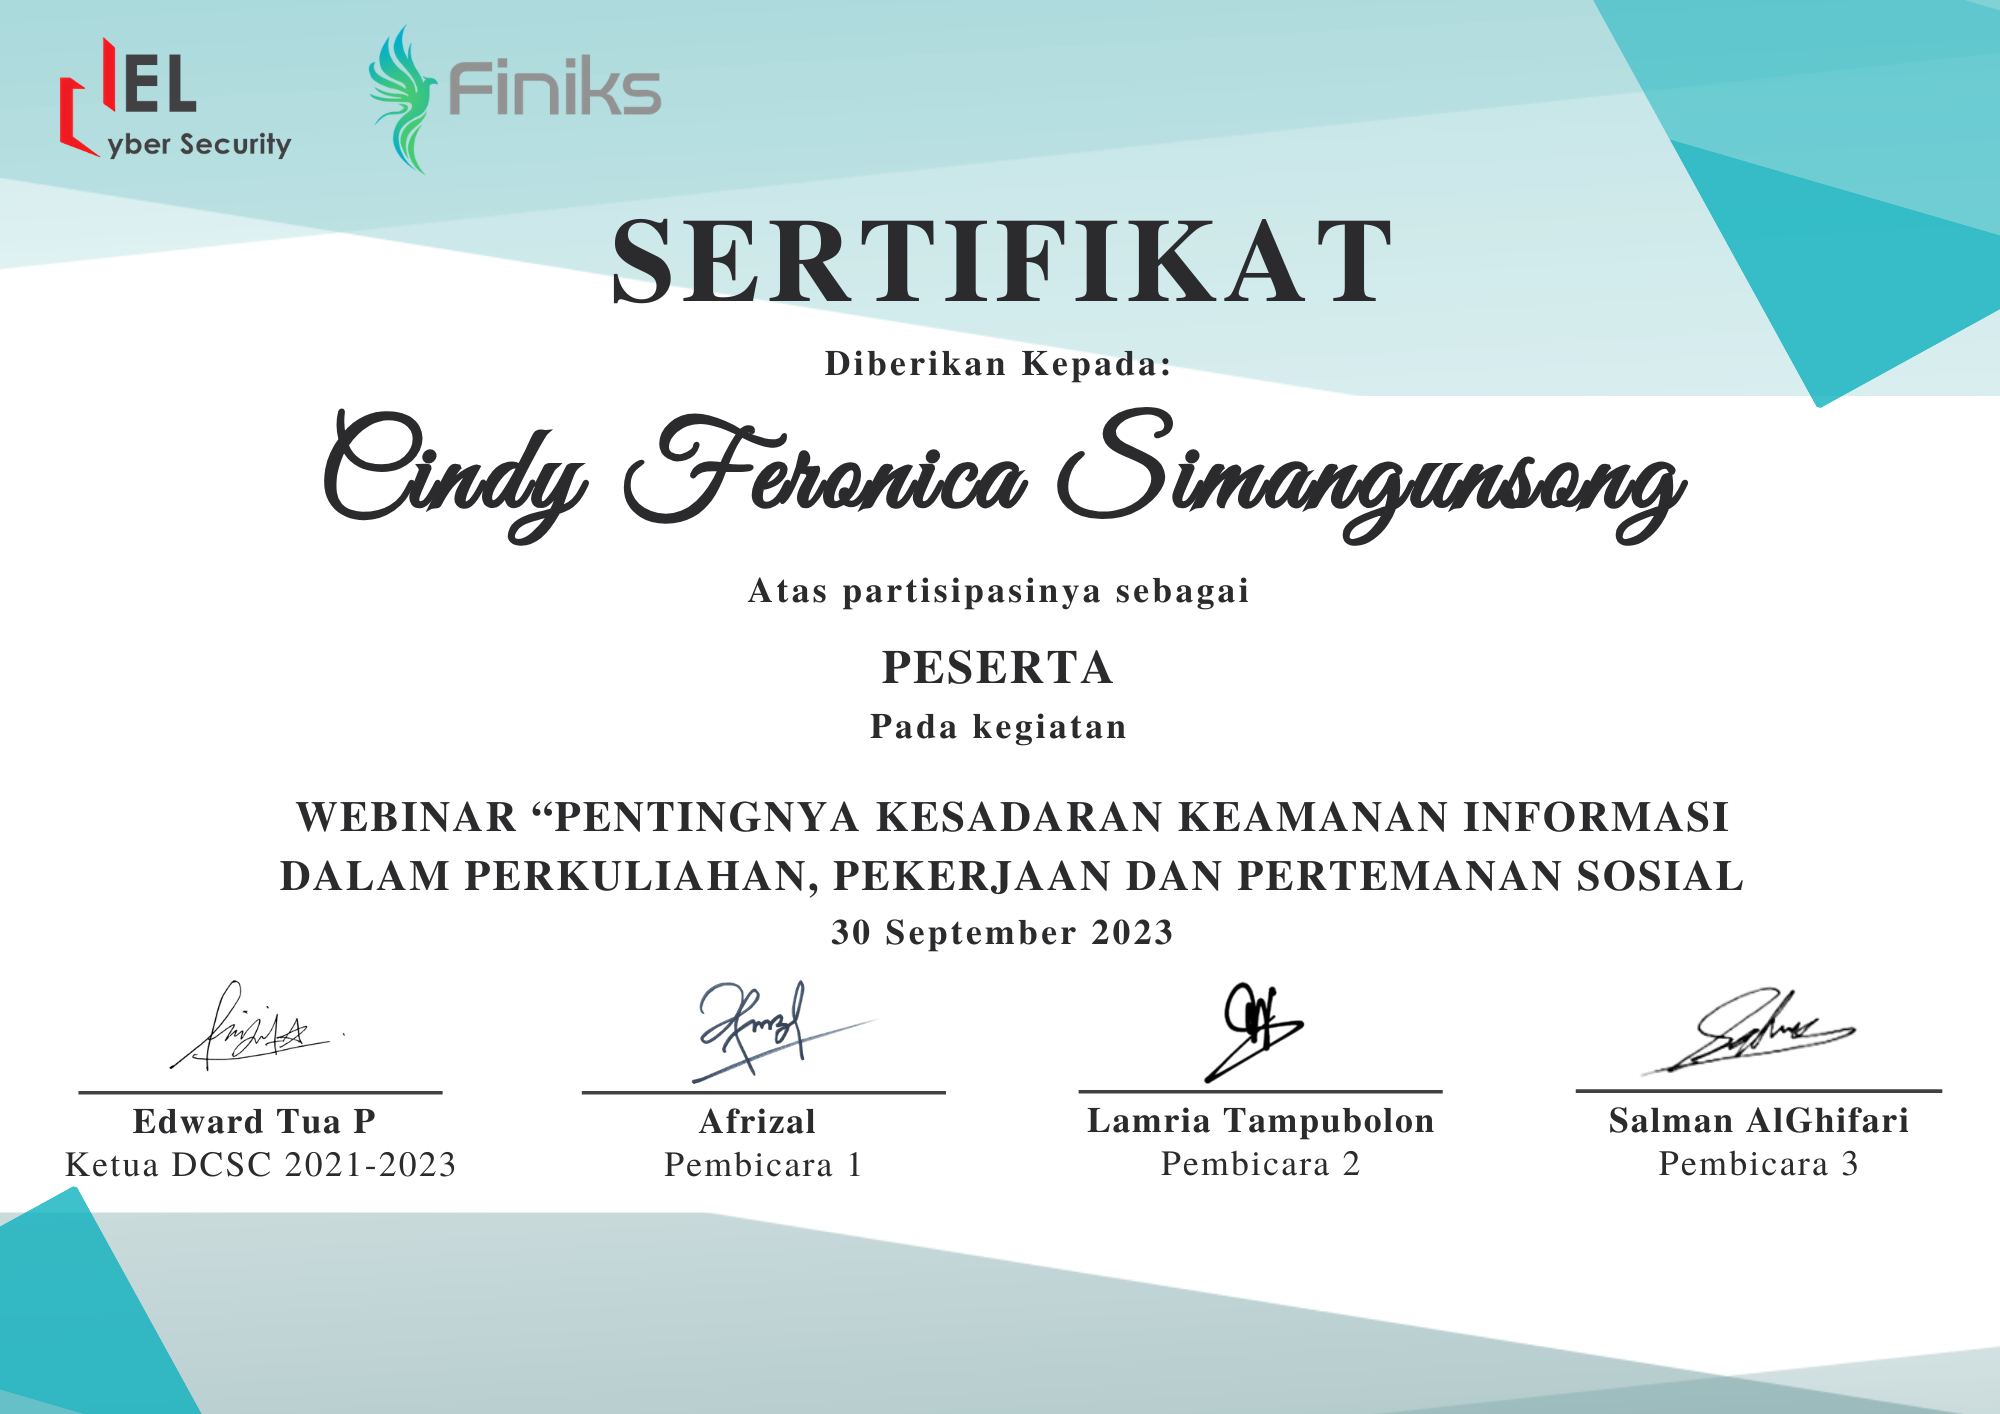 EL
yber Security
Finiks
SERTIFIKAT
Diberikan Kepada:
Cindy Feronica Simangunsong
Atas partisipasinya sebagai
PESERTA
Pada kegiatan
WEBINAR “PENTINGNYA KESADARAN KEAMANAN INFORMASI
DALAM PERKULIAHAN, PEKERJAAN DAN PERTEMANAN SOSIAL
30 September 2023
Edward Tua P
Ketua DCSC 2021-2023
Afrizal
Pembicara 1
Lamria Tampubolon
Pembicara 2
Salman AlGhifari
Pembicara 3